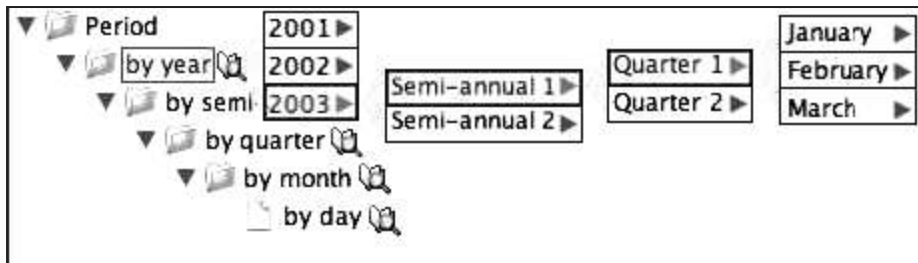 Period
by year
by semi-
by quarter
by month
by day
2001
2002
2003
Semi-annual 1
Semi-annual 2
Quarter 1
Quarter 2
January
February
March